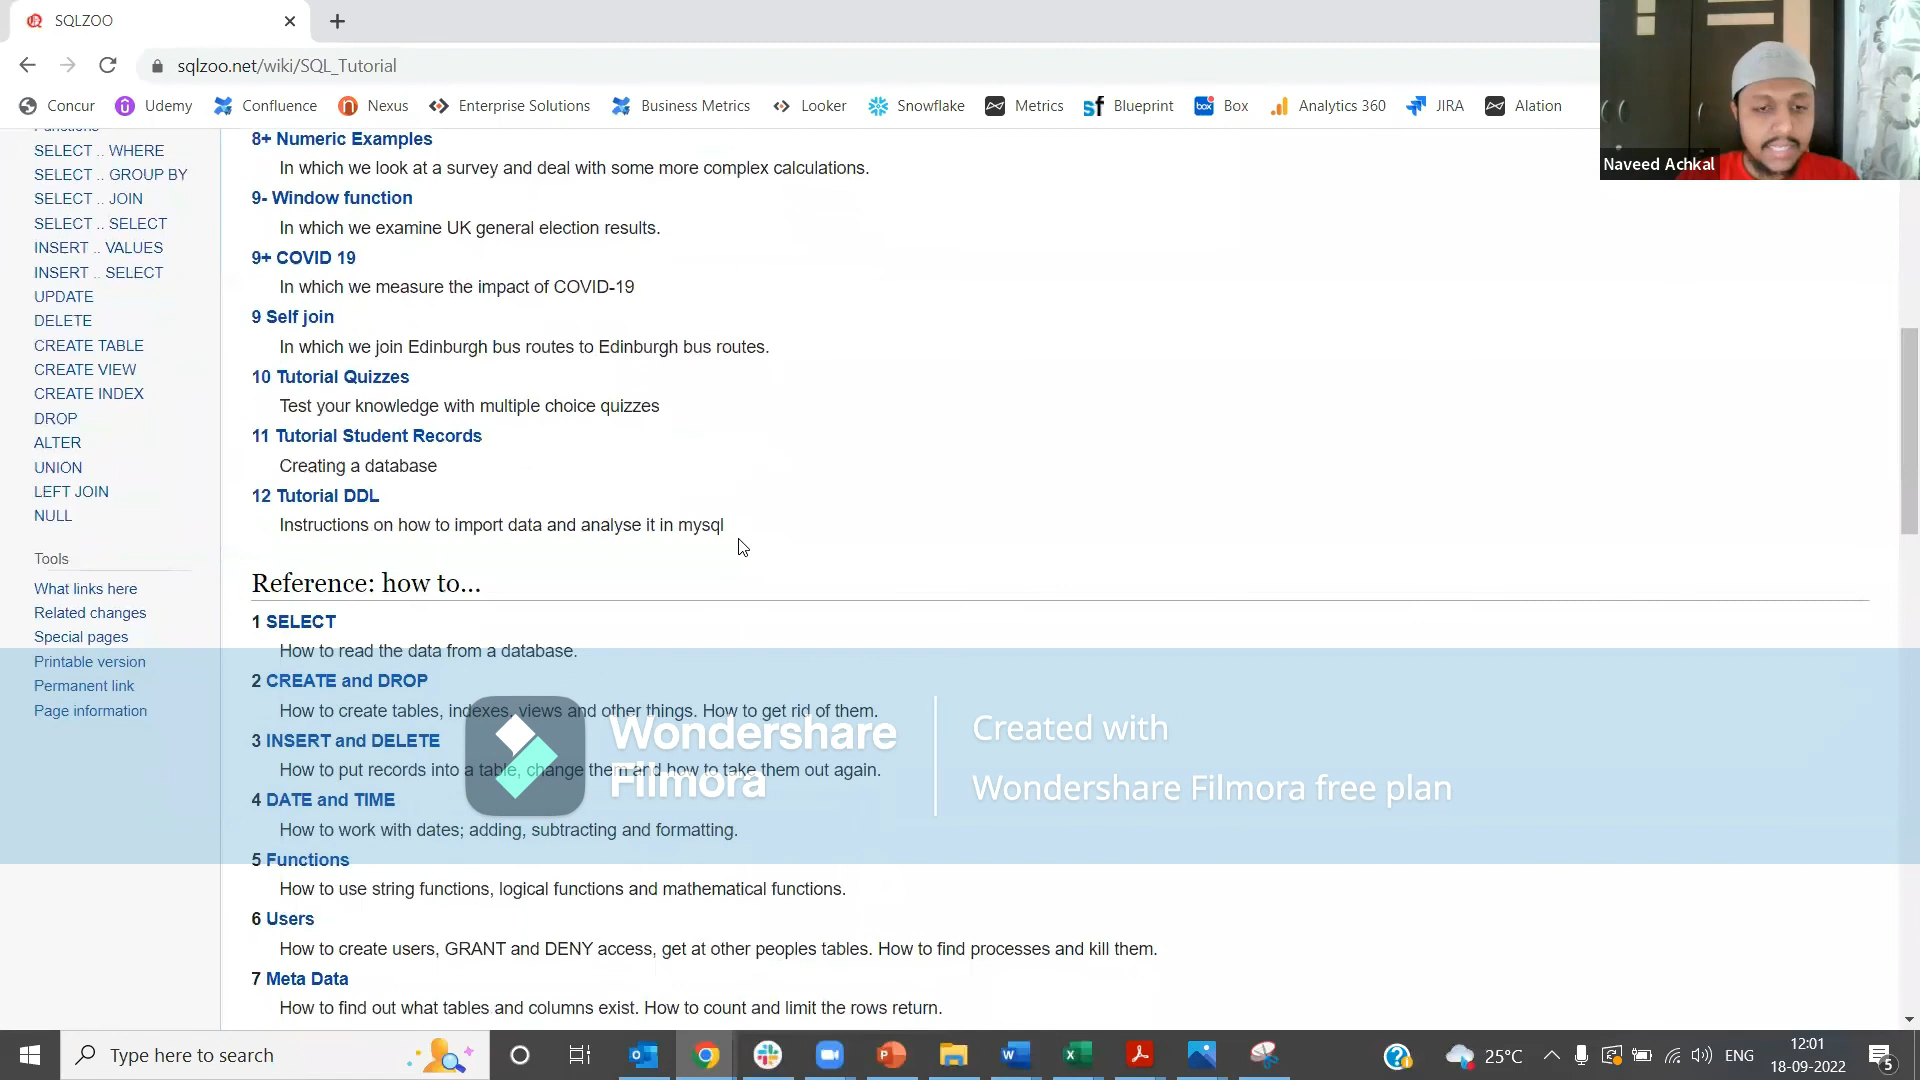 SQLZOO
sqlzoo.net/wiki/SQL_Tutorial
Concur Udemy Confluence Nexus Enterprise Solutions Business Metrics Looker Snowflake Metrics Blueprint Box Analytics 360 JIRA Alation
Naveed Achkal
Functions
SELECT .. WHERE
SELECT .. GROUP BY
SELECT .. JOIN
SELECT .. SELECT
INSERT .. VALUES
INSERT .. SELECT
UPDATE
DELETE
CREATE TABLE
CREATE VIEW
CREATE INDEX
DROP
ALTER
UNION
LEFT JOIN
NULL
Tools
What links here
Related changes
Special pages
Printable version
Permanent link
Page information
8+ Numeric Examples
In which we look at a survey and deal with some more complex calculations.
9- Window function
In which we examine UK general election results.
9+ COVID 19
In which we measure the impact of COVID-19
9 Self join
In which we join Edinburgh bus routes to Edinburgh bus routes.
10 Tutorial Quizzes
Test your knowledge with multiple choice quizzes
11 Tutorial Student Records
Creating a database
12 Tutorial DDL
Instructions on how to import data and analyse it in mysql
Reference: how to...
1 SELECT
How to read the data from a database.
2 CREATE and DROP
How to create tables, indexes, views and other things. How to get rid of them.
3 INSERT and DELETE
How to put records into a table, change them and how to take them out again.
4 DATE and TIME
How to work with dates; adding, subtracting and formatting.
5 Functions
How to use string functions, logical functions and mathematical functions.
6 Users
How to create users, GRANT and DENY access, get at other peoples tables. How to find processes and kill them.
7 Meta Data
How to find out what tables and columns exist. How to count and limit the rows return.
Wondershare
Filmora
Created with
Wondershare Filmora free plan
Type here to search
25°C
ENG
12:01
18-09-2022
5